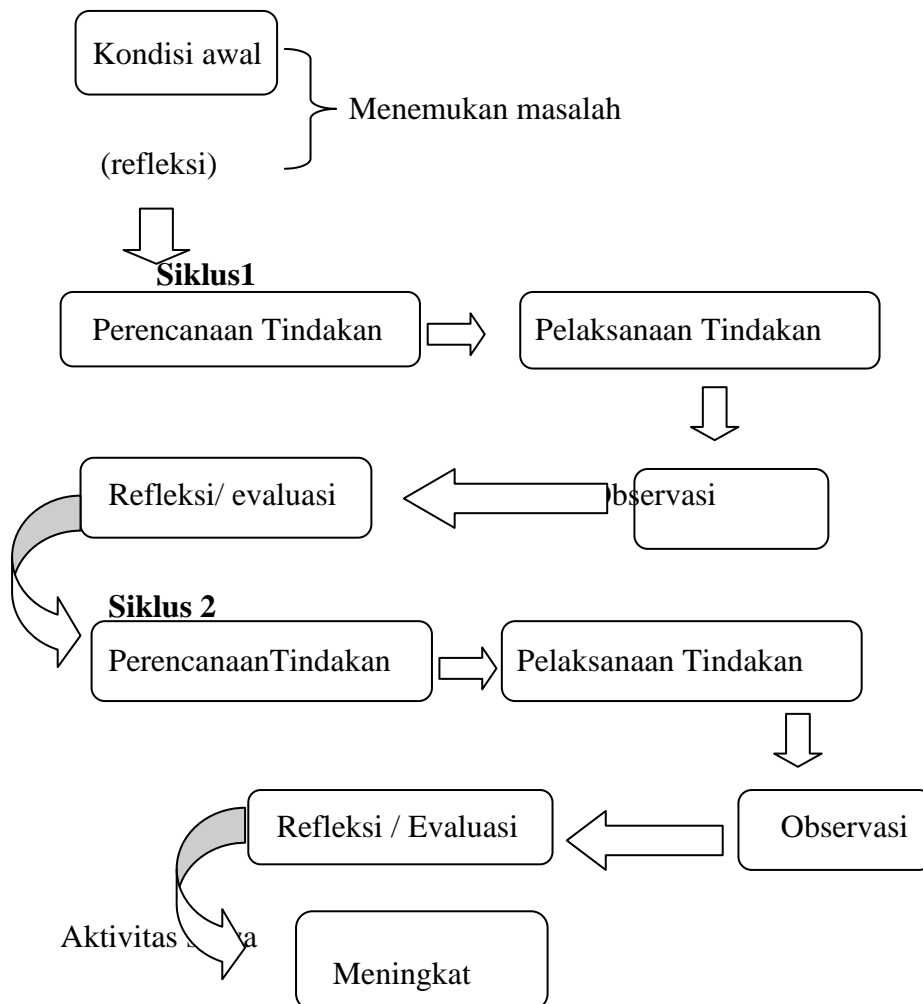 Kondisi awal
Menemukan masalah
(refleksi)
Siklus1
Perencanaan Tindakan
Pelaksanaan Tindakan
Refleksi/ evaluasi
Observasi
Siklus 2
PerencanaanTindakan
Pelaksanaan Tindakan
Refleksi / Evaluasi
Observasi
Aktivitas
Meningkat